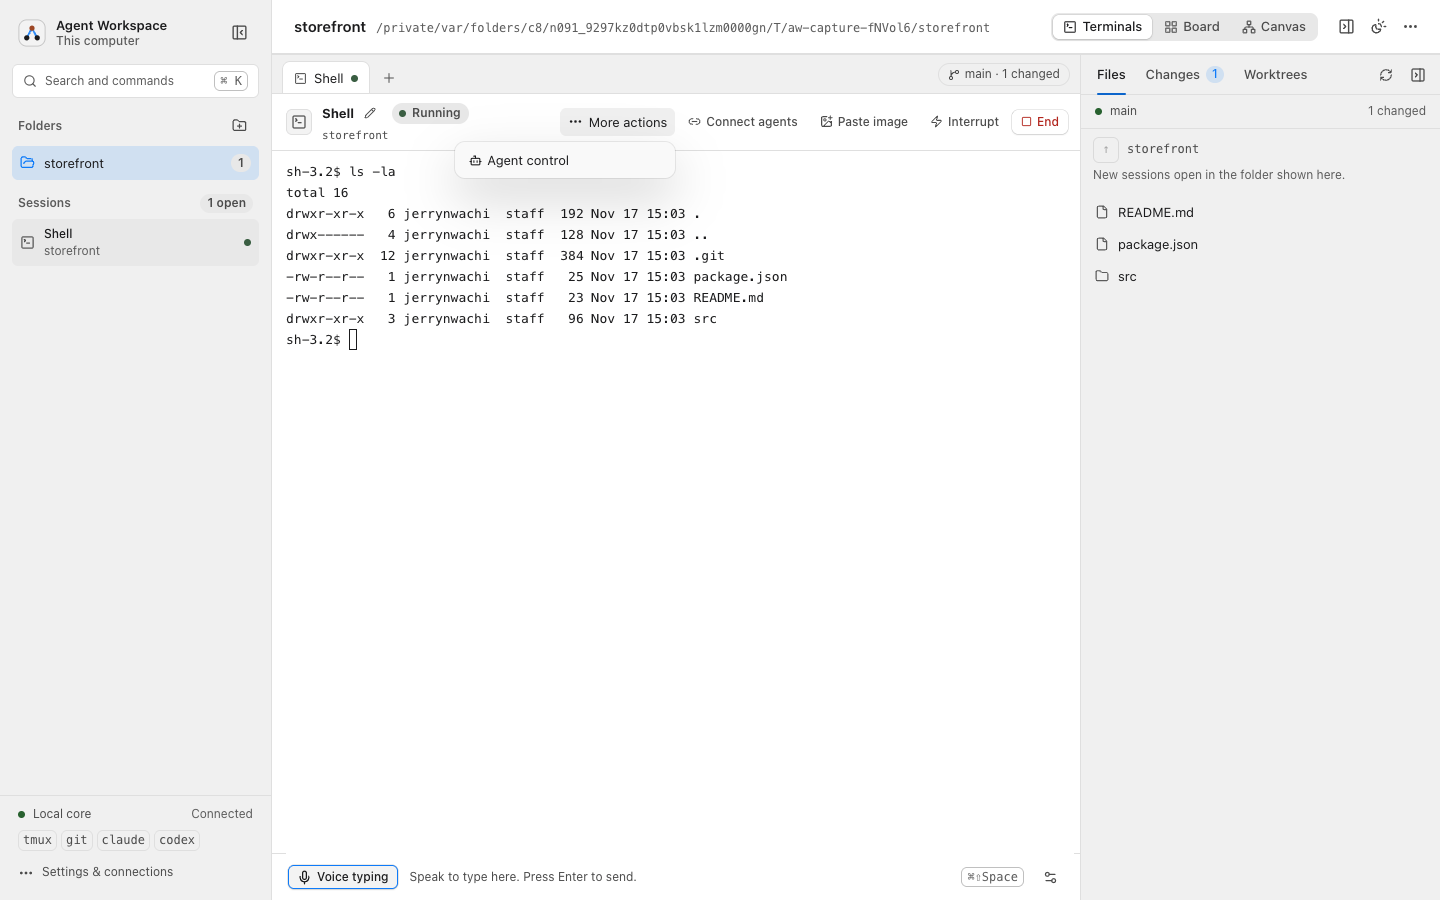 Agent Workspace
This computer
Search and commands ⌘ K
Folders
storefront 1
Sessions 1 open
Shell
storefront
Local core Connected
tmux git claude codex
Settings & connections
storefront /private/var/folders/c8/n091_9297kz0dtp0vbsk1lzm0000gn/T/aw-capture-fNVol6/storefront
Terminals Board Canvas
Shell
main · 1 changed
Shell Running
storefront
More actions Connect agents Paste image Interrupt End
Agent control
sh-3.2$ ls -la
total 16
drwxr-xr-x 6 jerrynwachi staff 192 Nov 17 15:03 .
drwx------ 4 jerrynwachi staff 128 Nov 17 15:03 ..
drwxr-xr-x 12 jerrynwachi staff 384 Nov 17 15:03 .git
-rw-r--r-- 1 jerrynwachi staff 25 Nov 17 15:03 package.json
-rw-r--r-- 1 jerrynwachi staff 23 Nov 17 15:03 README.md
drwxr-xr-x 3 jerrynwachi staff 96 Nov 17 15:03 src
sh-3.2$
Voice typing Speak to type here. Press Enter to send. ⌘⇧Space
Files Changes 1 Worktrees
main 1 changed
↑ storefront
New sessions open in the folder shown here.
README.md
package.json
src